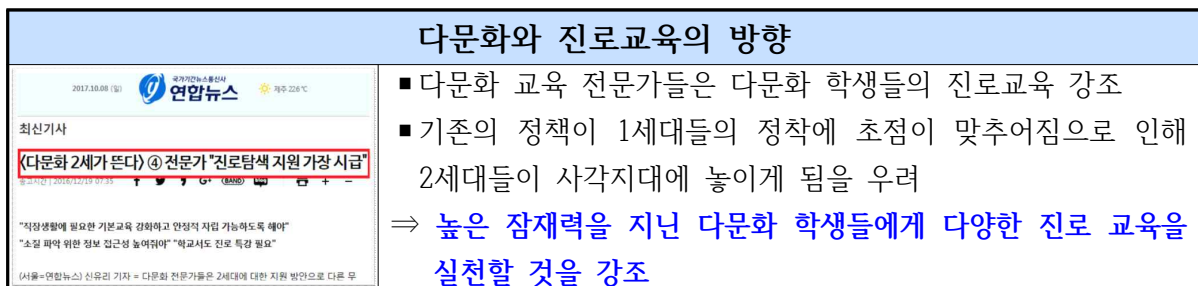 다문화와 진로교육의 방향
2017.10.08 (일)
국가기간뉴스통신사
연합뉴스
제주 22.6 ℃
최신기사
<다문화 2세가 뜬다> ④ 전문가 "진로탐색 지원 가장 시급"
송고시간 | 2016/12/19 07:35
G+ BAND
"직장생활에 필요한 기본교육 강화하고 안정적 자립 가능하도록 해야"
"소질 파악 위한 정보 접근성 높여줘야" "학교서도 진로 특강 필요"
(서울=연합뉴스) 신유리 기자 = 다문화 전문가들은 2세대에 대한 지원 방안으로 다른 무
■ 다문화 교육 전문가들은 다문화 학생들의 진로교육 강조
■ 기존의 정책이 1세대들의 정착에 초점이 맞추어짐으로 인해
2세대들이 사각지대에 놓이게 됨을 우려
⇒ 높은 잠재력을 지닌 다문화 학생들에게 다양한 진로 교육을
실천할 것을 강조